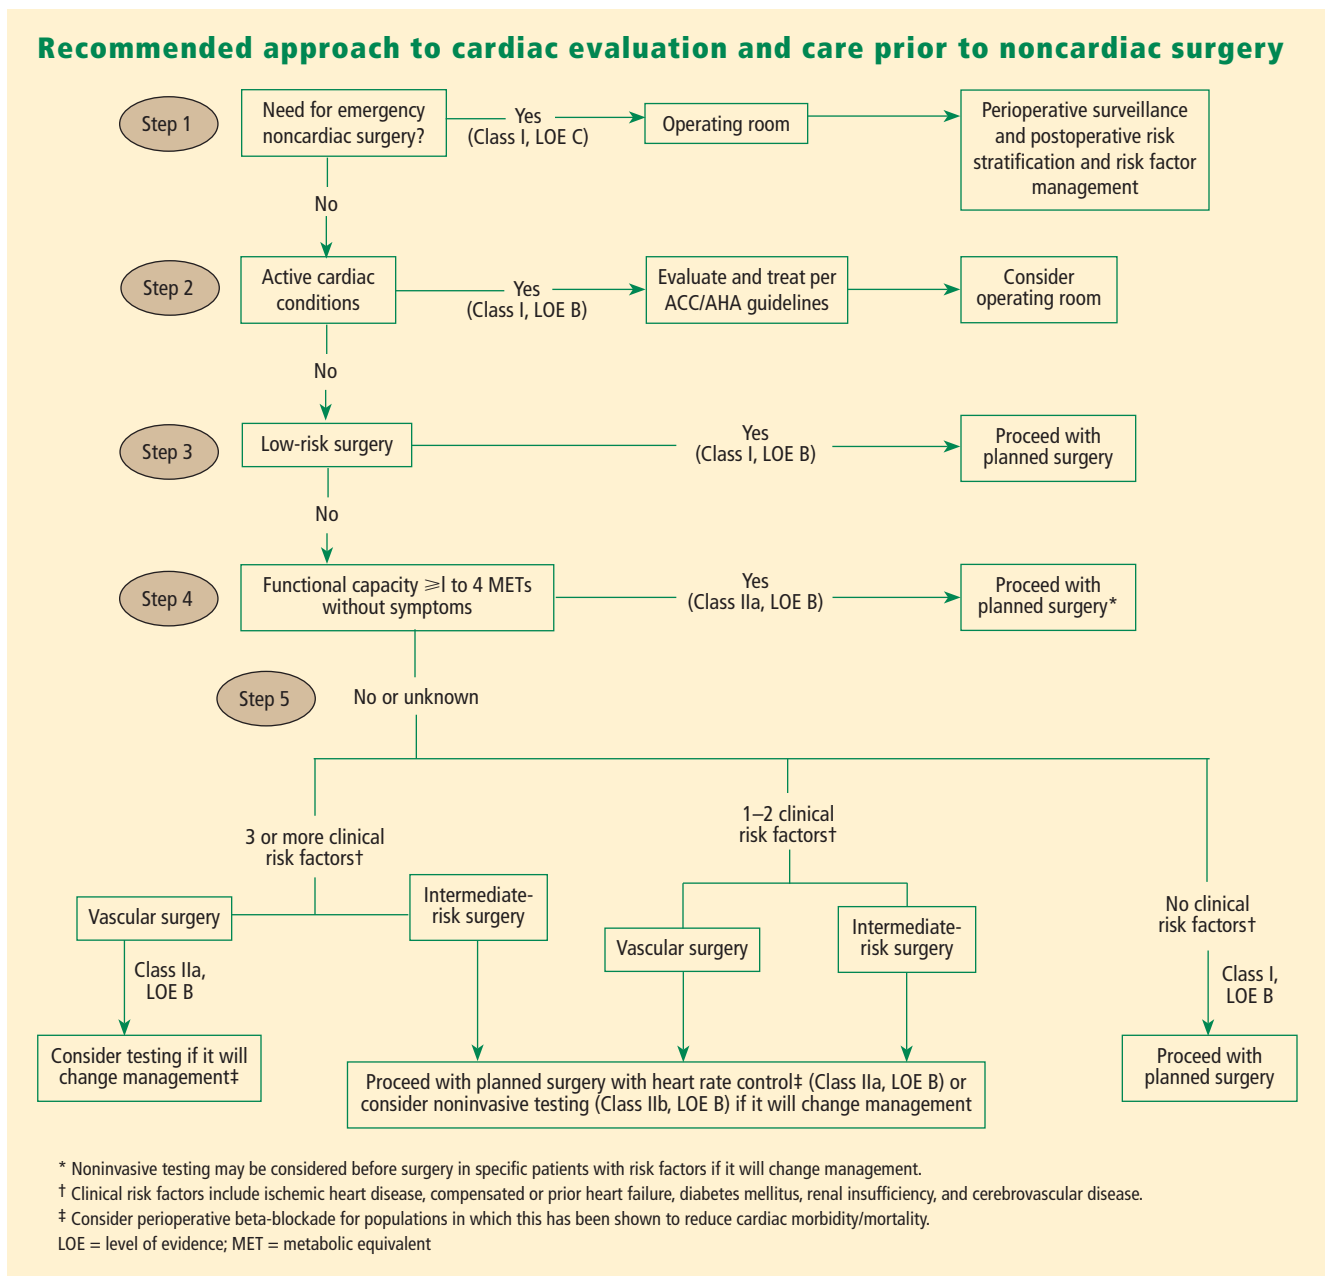 Recommended approach to cardiac evaluation and care prior to noncardiac surgery
Step 1
Need for emergency
noncardiac surgery?
Yes
(Class I, LOE C)
Operating room
Perioperative surveillance
and postoperative risk
stratification and risk factor
management
No
Step 2
Active cardiac
conditions
Yes
(Class I, LOE B)
Evaluate and treat per
ACC/AHA guidelines
Consider
operating room
No
Step 3
Low-risk surgery
Yes
(Class I, LOE B)
Proceed with
planned surgery
No
Step 4
Functional capacity ⩾l to 4 METs
without symptoms
Yes
(Class IIa, LOE B)
Proceed with
planned surgery*
Step 5
No or unknown
3 or more clinical
risk factors†
Vascular surgery
Intermediate-
risk surgery
Class IIa,
LOE B
Consider testing if it will
change management‡
1–2 clinical
risk factors†
Vascular surgery
Intermediate-
risk surgery
Proceed with planned surgery with heart rate control‡ (Class IIa, LOE B) or
consider noninvasive testing (Class IIb, LOE B) if it will change management
No clinical
risk factors†
Class I,
LOE B
Proceed with
planned surgery
* Noninvasive testing may be considered before surgery in specific patients with risk factors if it will change management.
† Clinical risk factors include ischemic heart disease, compensated or prior heart failure, diabetes mellitus, renal insufficiency, and cerebrovascular disease.
‡ Consider perioperative beta-blockade for populations in which this has been shown to reduce cardiac morbidity/mortality.
LOE = level of evidence; MET = metabolic equivalent